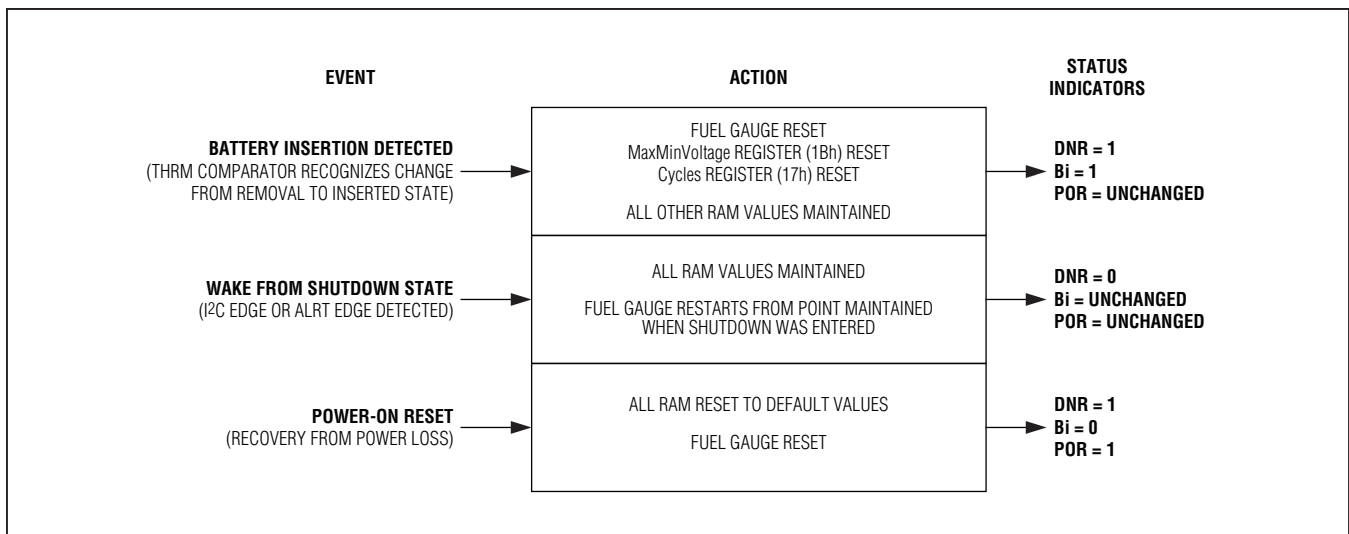 EVENT
ACTION
STATUS
INDICATORS
BATTERY INSERTION DETECTED
(THRM COMPARATOR RECOGNIZES CHANGE
FROM REMOVAL TO INSERTED STATE)
FUEL GAUGE RESET
MaxMinVoltage REGISTER (1Bh) RESET
Cycles REGISTER (17h) RESET
ALL OTHER RAM VALUES MAINTAINED
DNR = 1
Bi = 1
POR = UNCHANGED
WAKE FROM SHUTDOWN STATE
(I2C EDGE OR ALRT EDGE DETECTED)
ALL RAM VALUES MAINTAINED
FUEL GAUGE RESTARTS FROM POINT MAINTAINED
WHEN SHUTDOWN WAS ENTERED
DNR = 0
Bi = UNCHANGED
POR = UNCHANGED
POWER-ON RESET
(RECOVERY FROM POWER LOSS)
ALL RAM RESET TO DEFAULT VALUES
FUEL GAUGE RESET
DNR = 1
Bi = 0
POR = 1